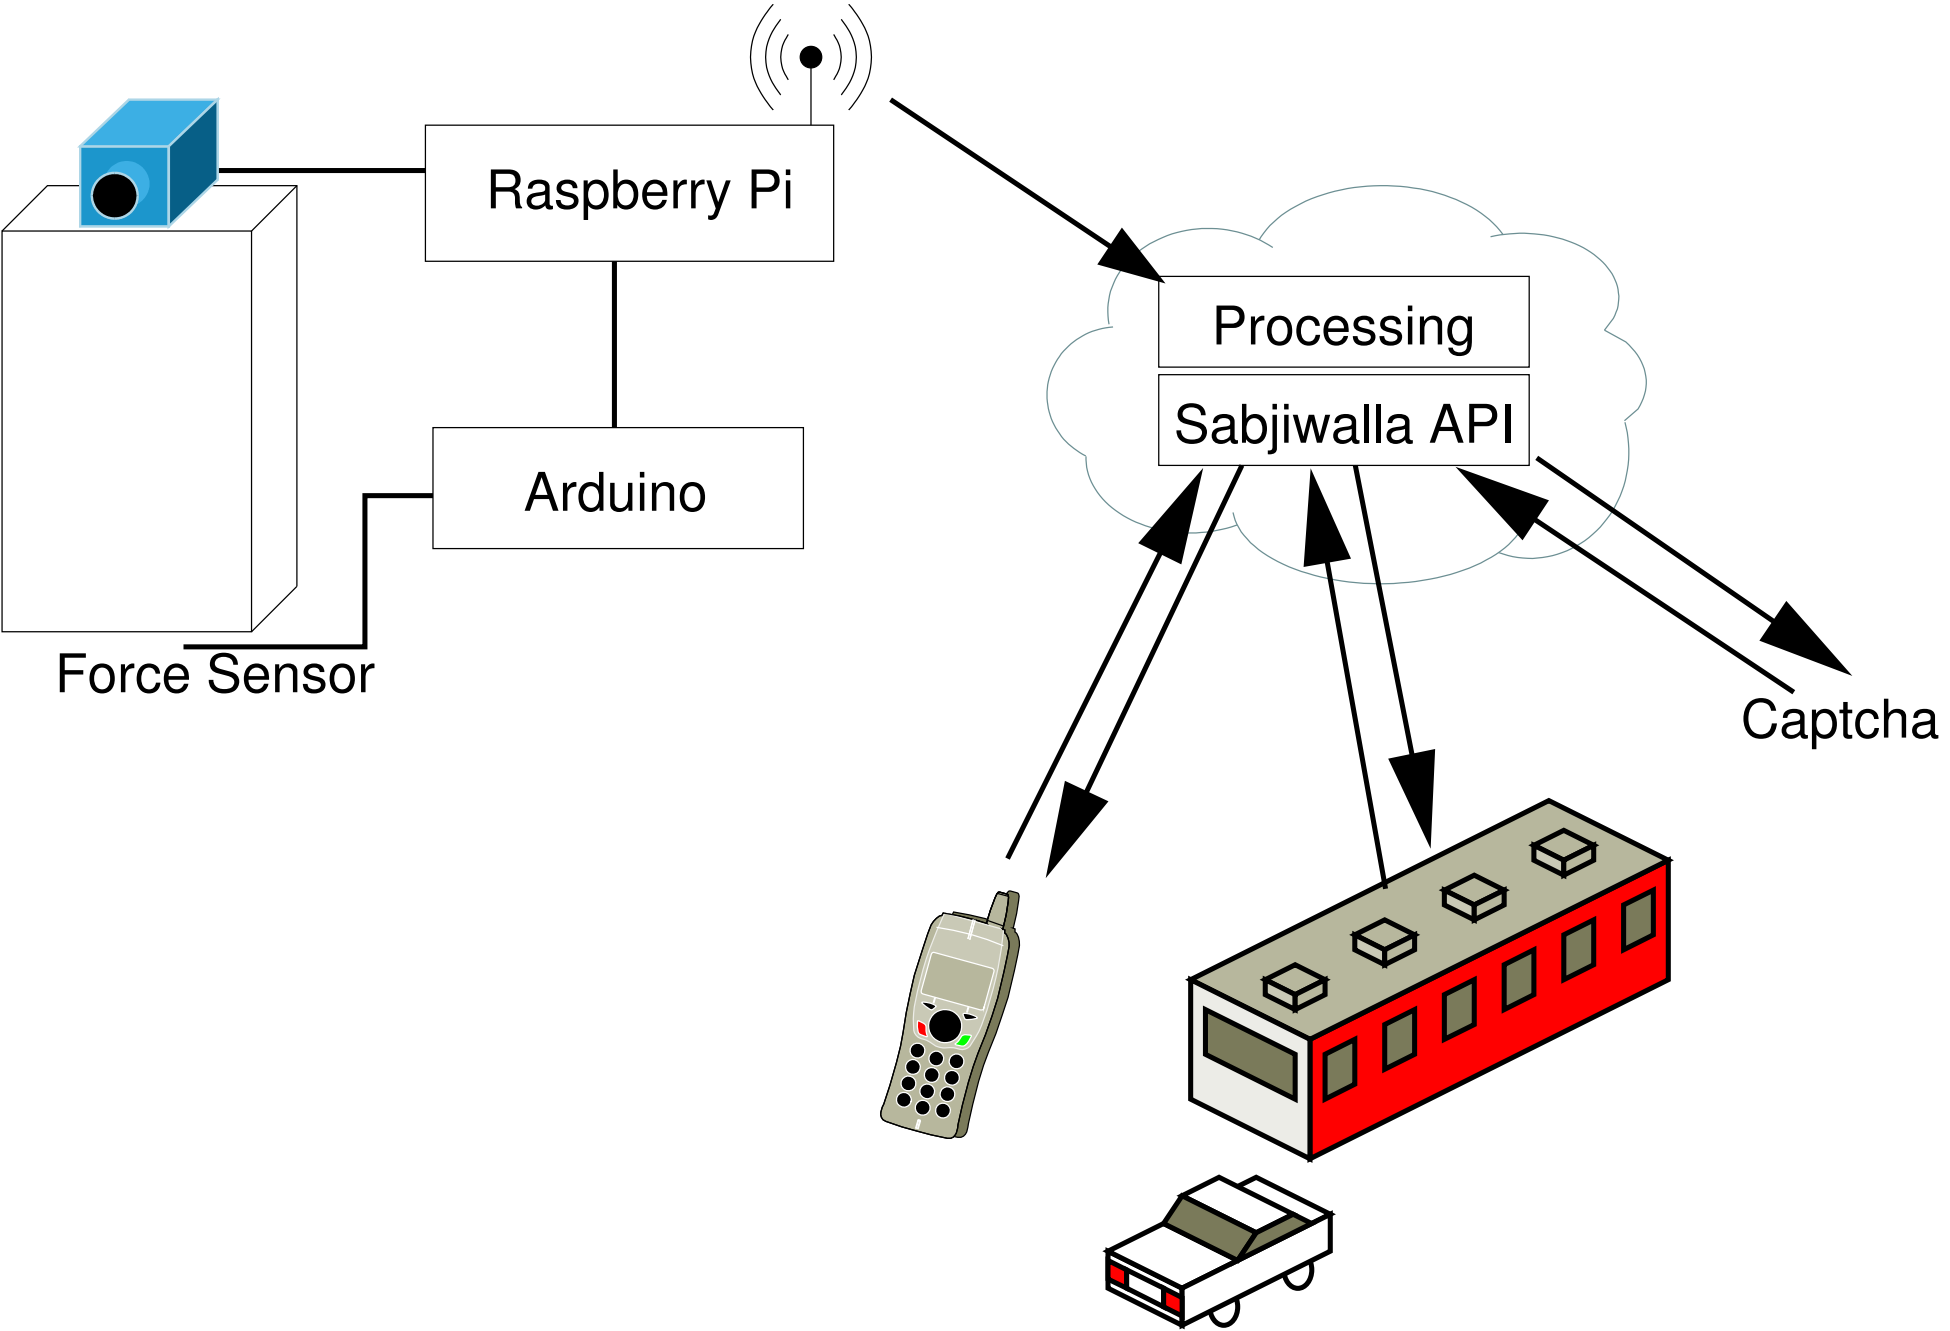 Raspberry Pi
Processing
Sabjiwalla API
Arduino
Force Sensor
Captcha